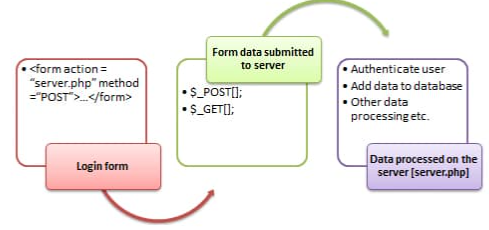 • <form action =
"server.php" method
="POST">...</form>
Login form
Form data submitted
to server
• $_POST[];
• $_GET[];
• Authenticate user
• Add data to database
• Other data
processing etc.
Data processed on the
server [server.php]